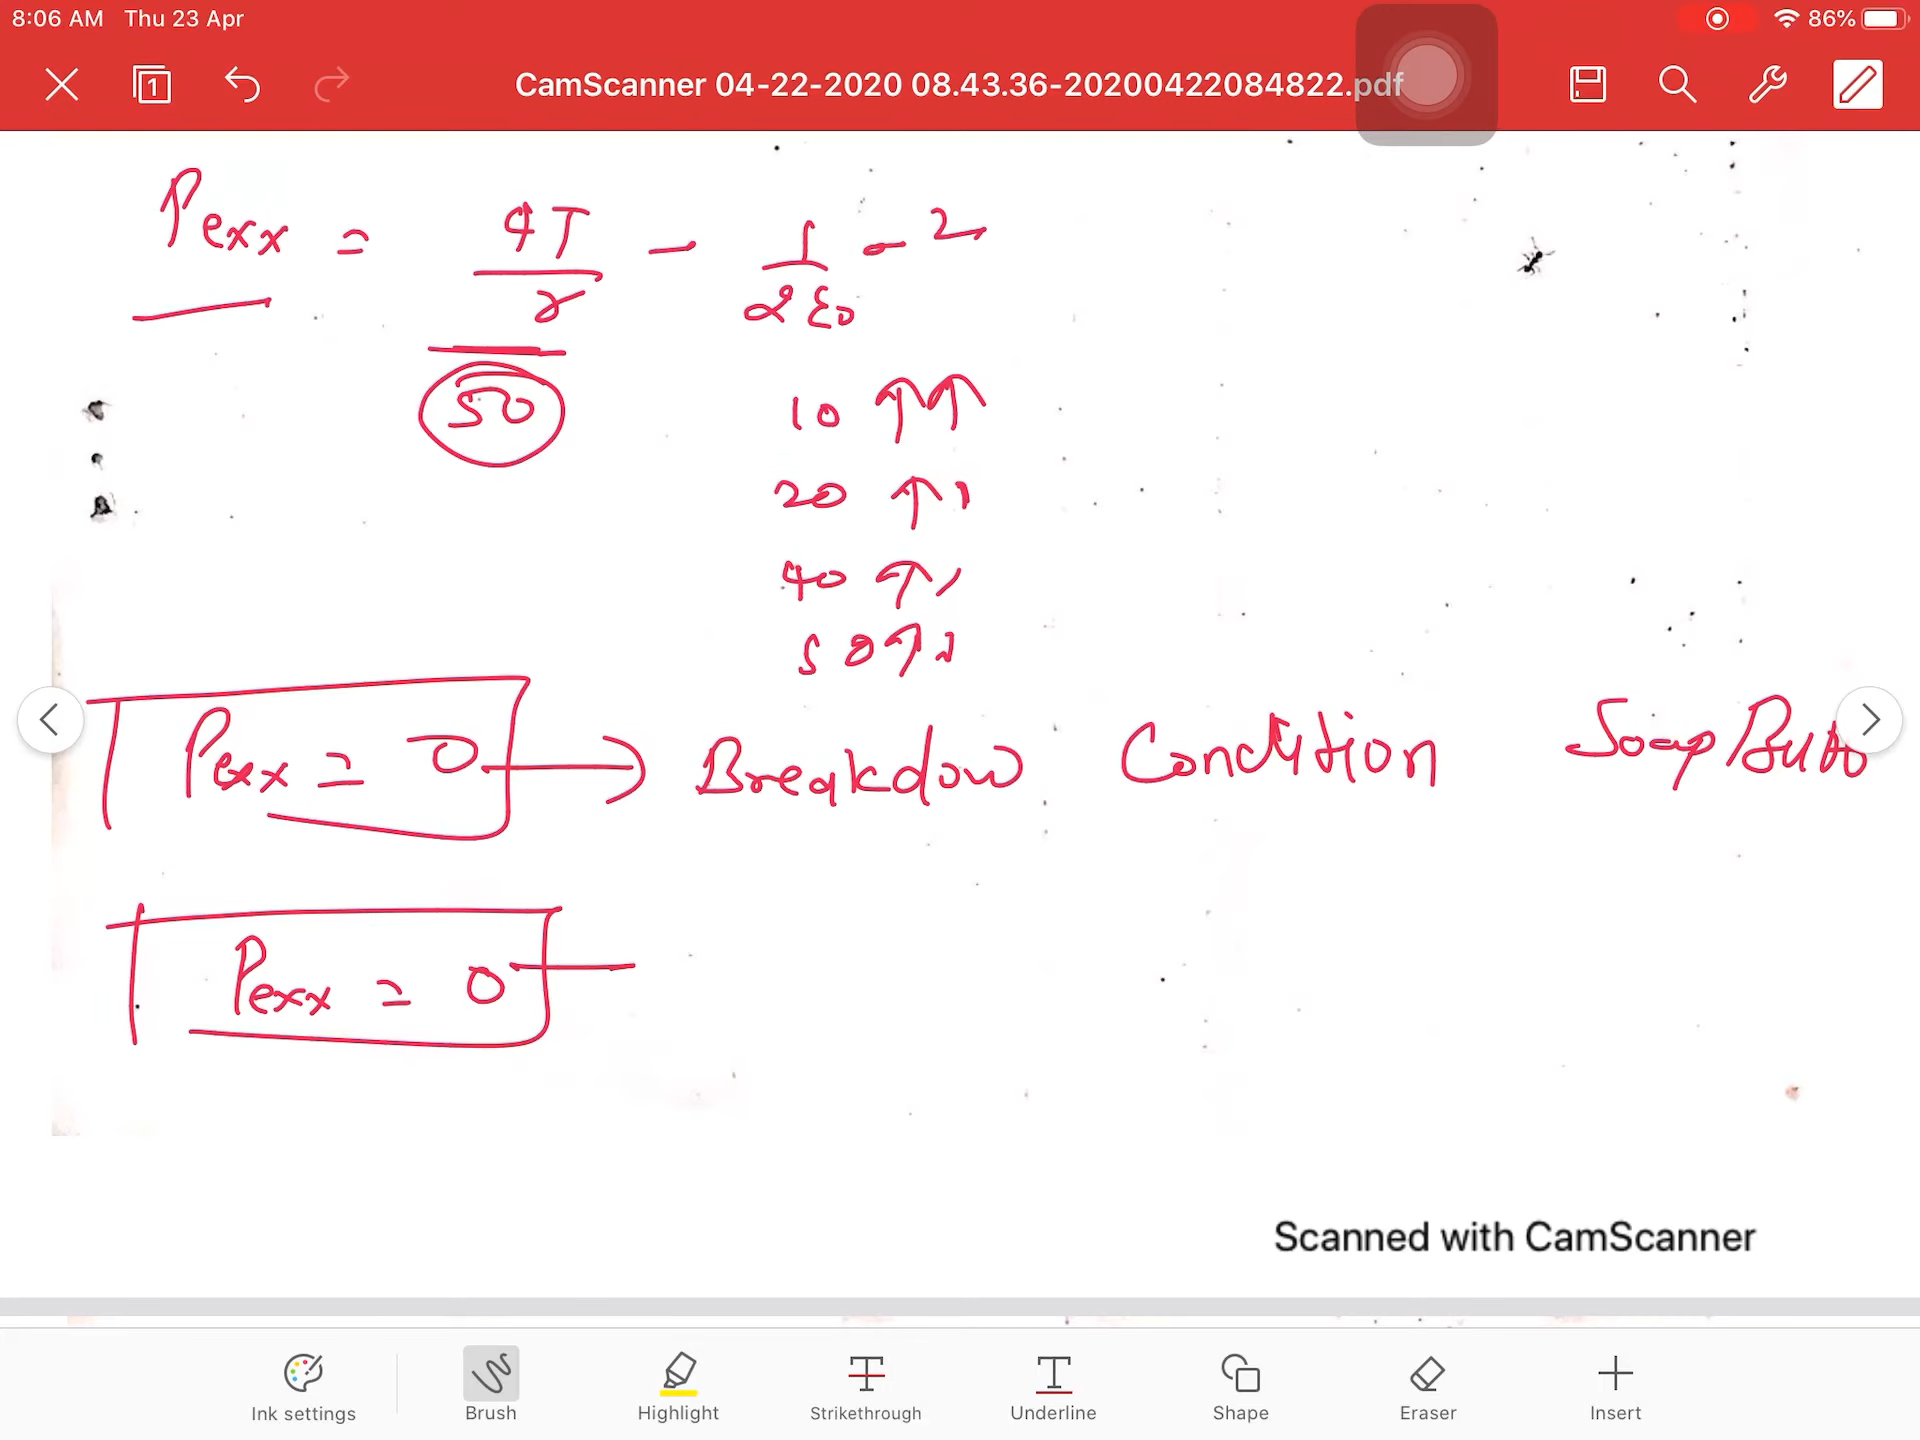 8:06 AM Thu 23 Apr 86%
1 CamScanner 04-22-2020 08.43.36-20200422084822.pdf
Pexx = 4T/r - 1/2ε0 σ2
50
10 ↑↑
20 ↑
40 ↑
50 ↑
Pexx = 0 → Breakdow Condition Soap Bubb
Pexx = 0
Scanned with CamScanner
Ink settings Brush Highlight Strikethrough Underline Shape Eraser Insert